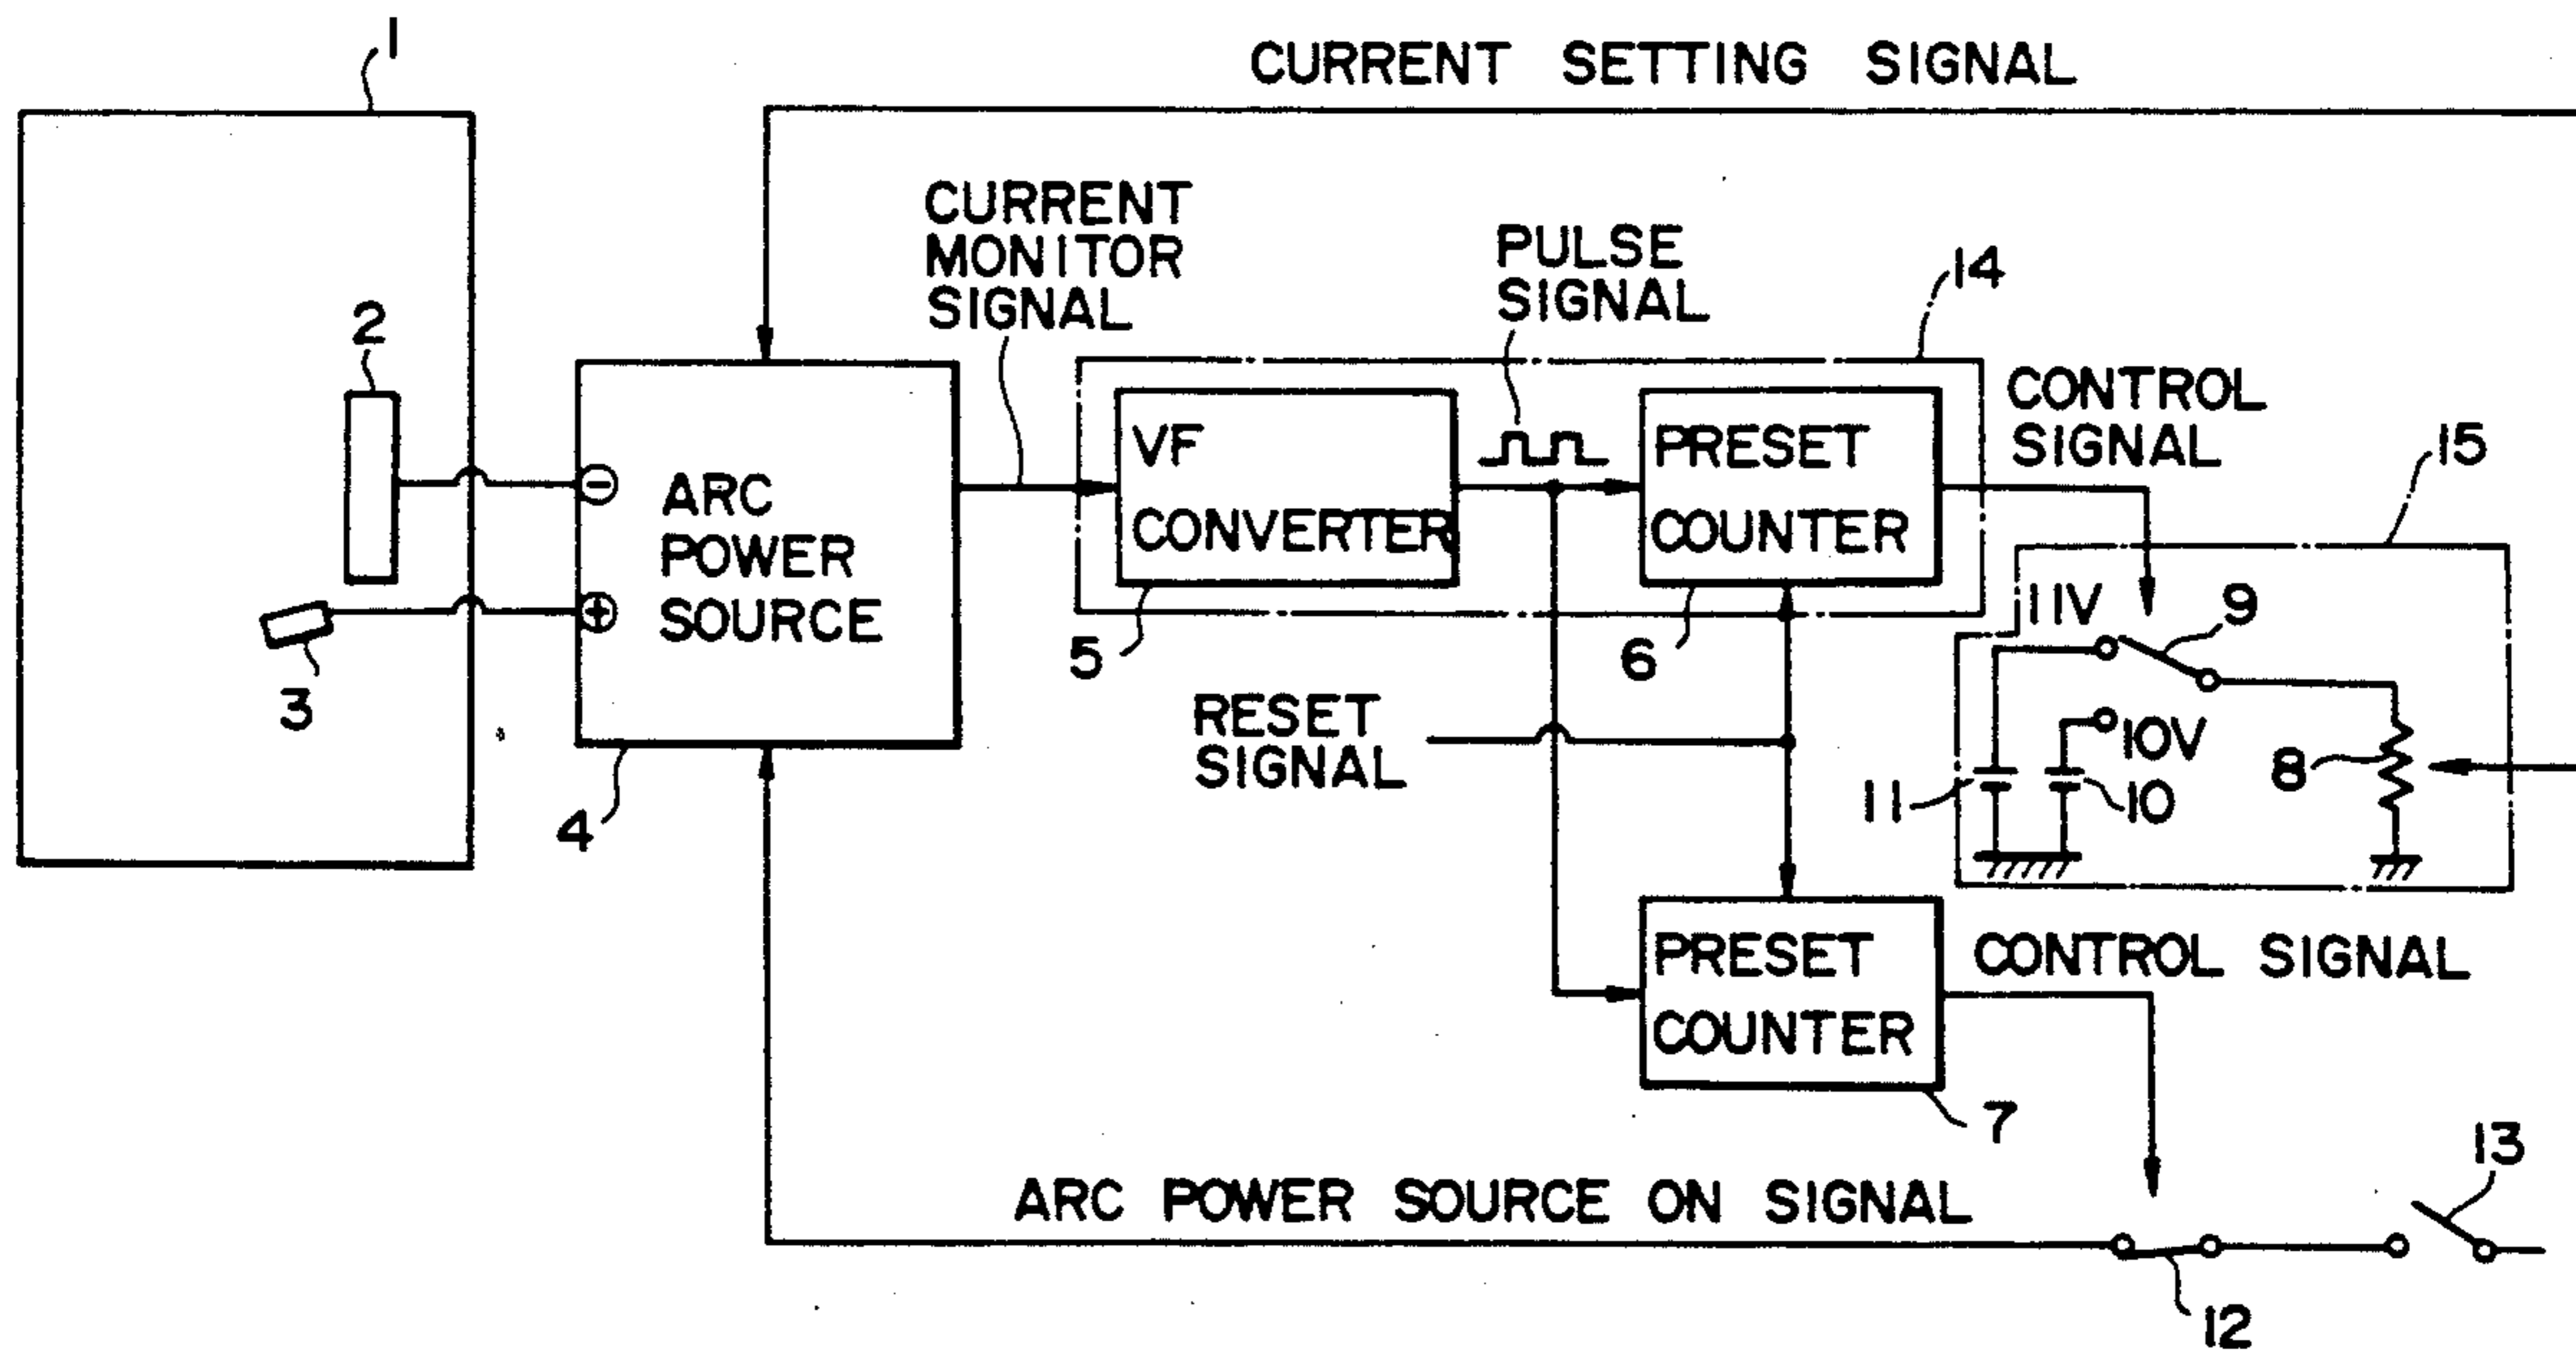 1
CURRENT SETTING SIGNAL
CURRENT
MONITOR
SIGNAL
PULSE
SIGNAL
14
2
CONTROL
SIGNAL
15
VF
CONVERTER
PRESET
COUNTER
ARC
POWER
SOURCE
−
+
3
4
5
6
11V
9
10V
8
11
10
RESET
SIGNAL
PRESET
COUNTER
CONTROL SIGNAL
7
13
ARC POWER SOURCE ON SIGNAL
12